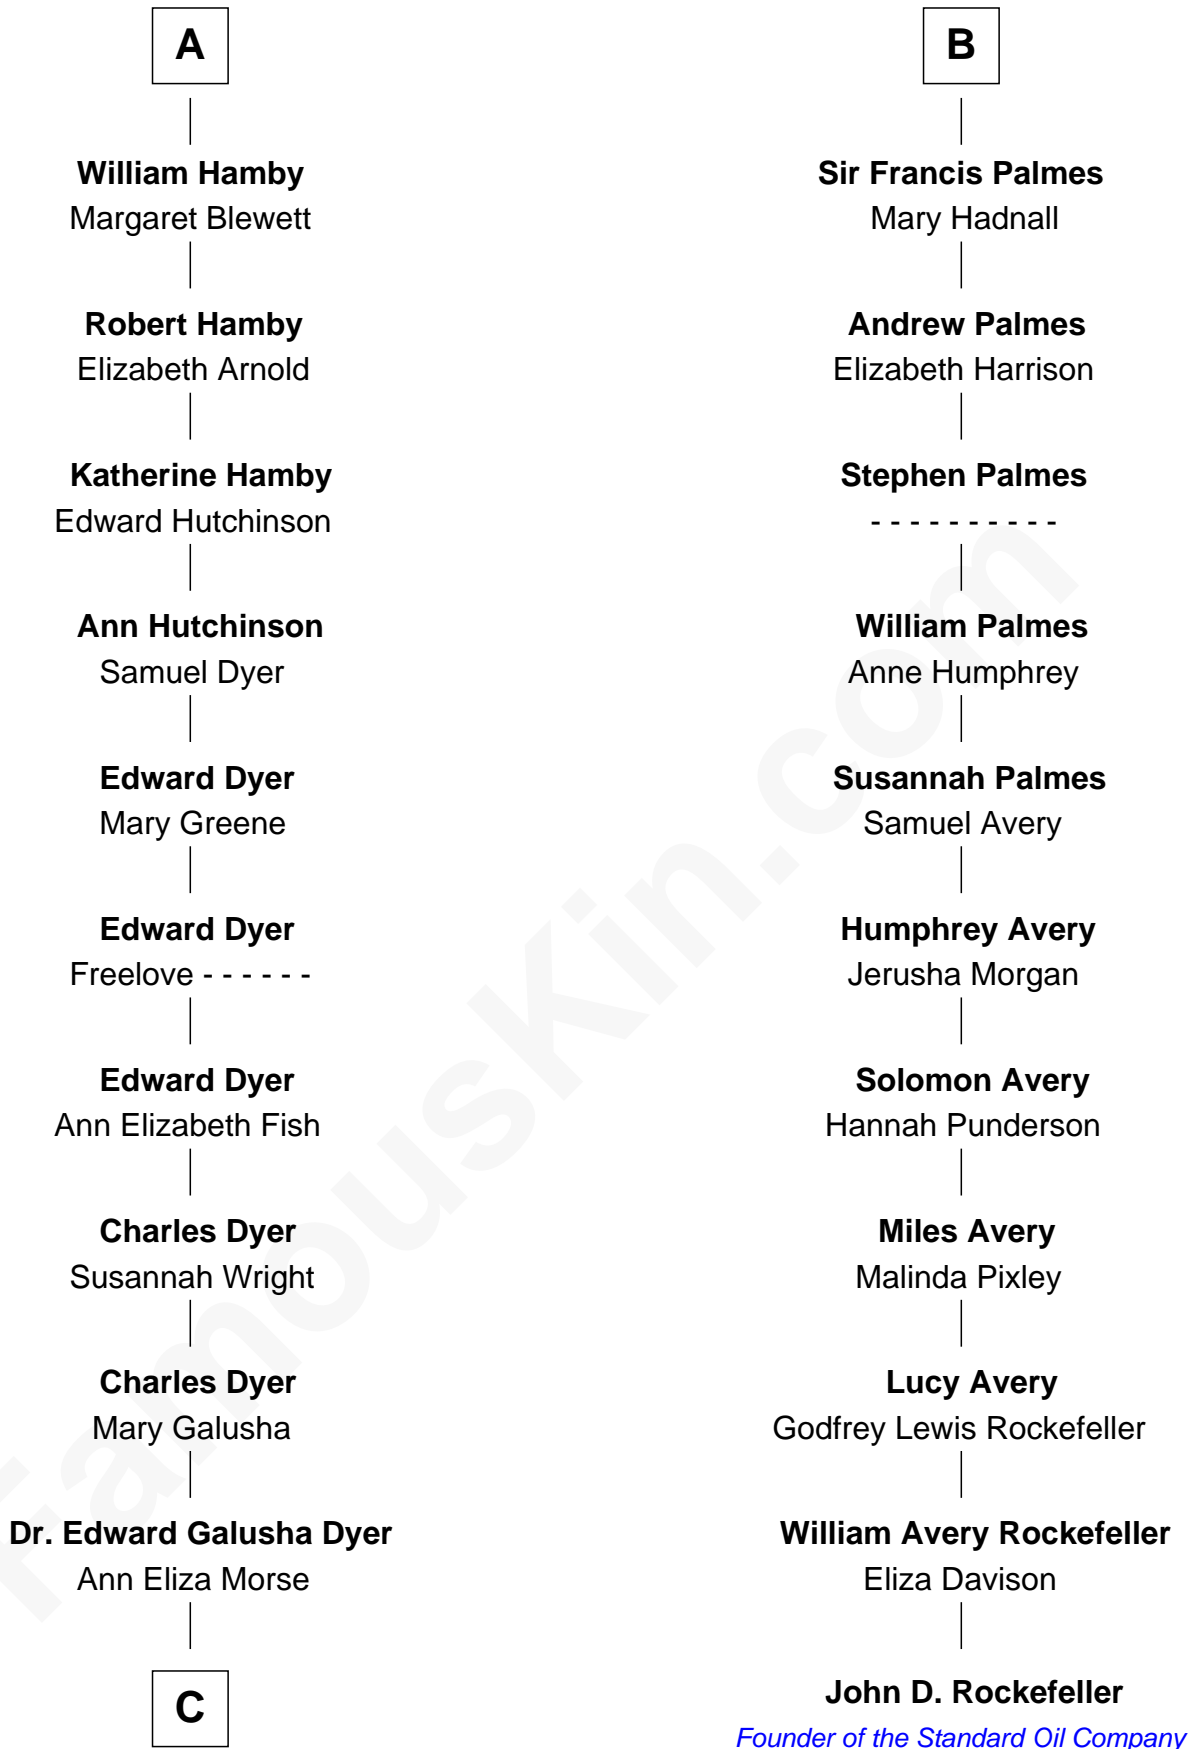 A
William Hamby
Margaret Blewett
Robert Hamby
Elizabeth Arnold
Katherine Hamby
Edward Hutchinson
Ann Hutchinson
Samuel Dyer
Edward Dyer
Mary Greene
Edward Dyer
Freelove - - - - - -
Edward Dyer
Ann Elizabeth Fish
Charles Dyer
Susannah Wright
Charles Dyer
Mary Galusha
Dr. Edward Galusha Dyer
Ann Eliza Morse
C
B
Sir Francis Palmes
Mary Hadnall
Andrew Palmes
Elizabeth Harrison
Stephen Palmes
- - - - - - - - - -
William Palmes
Anne Humphrey
Susannah Palmes
Samuel Avery
Humphrey Avery
Jerusha Morgan
Solomon Avery
Hannah Punderson
Miles Avery
Malinda Pixley
Lucy Avery
Godfrey Lewis Rockefeller
William Avery Rockefeller
Eliza Davison
John D. Rockefeller
Founder of the Standard Oil Company
FamousKin.com